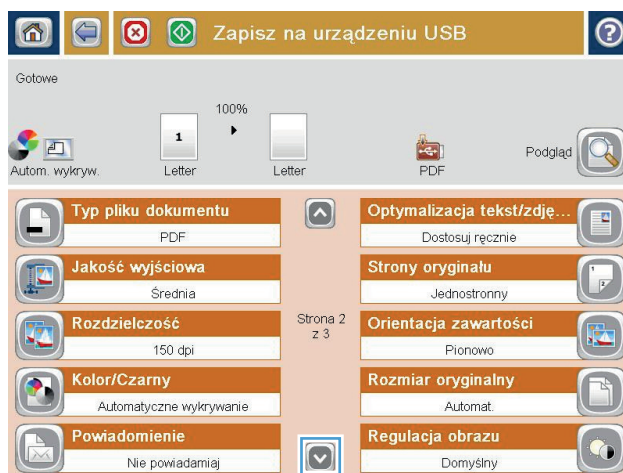 Zapisz na urządzeniu USB
?
Gotowe
100%
1
Autom. wykryw.
Letter
Letter
PDF
Podgląd
Typ pliku dokumentu
PDF
Jakość wyjściowa
Średnia
Rozdzielczość
150 dpi
Kolor/Czarny
Automatyczne wykrywanie
Powiadomienie
Nie powiadamiaj
Strona 2
z 3
Optymalizacja tekst/zdję...
Dostosuj ręcznie
Strony oryginału
Jednostronny
Orientacja zawartości
Pionowo
Rozmiar oryginalny
Automat.
Regulacja obrazu
Domyślny